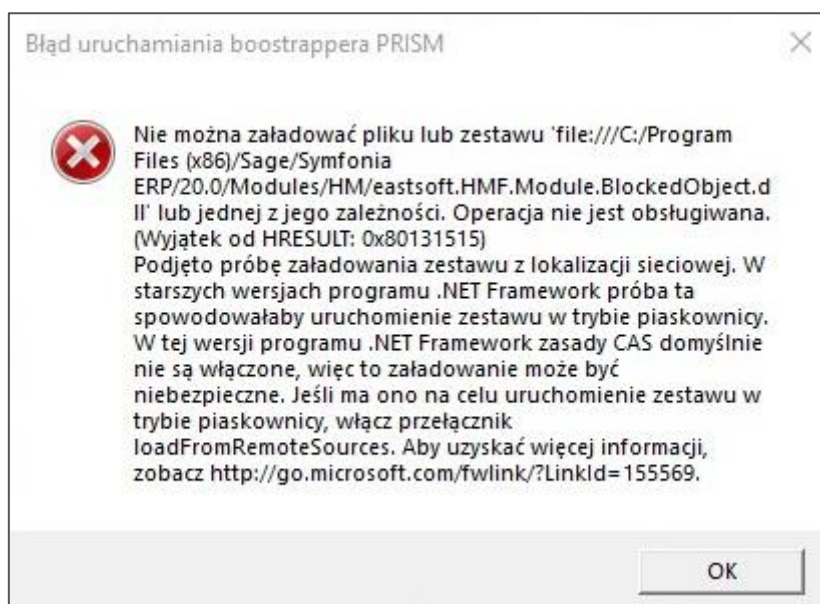 Błąd uruchamiania boostrappera PRISM
Nie można załadować pliku lub zestawu 'file:///C:/Program
Files (x86)/Sage/Symfonia
ERP/20.0/Modules/HM/eastsoft.HMF.Module.BlockedObject.d
ll' lub jednej z jego zależności. Operacja nie jest obsługiwana.
(Wyjątek od HRESULT: 0x80131515)
Podjęto próbę załadowania zestawu z lokalizacji sieciowej. W
starszych wersjach programu .NET Framework próba ta
spowodowałaby uruchomienie zestawu w trybie piaskownicy.
W tej wersji programu .NET Framework zasady CAS domyślnie
nie są włączone, więc to załadowanie może być
niebezpieczne. Jeśli ma ono na celu uruchomienie zestawu w
trybie piaskownicy, włącz przełącznik
loadFromRemoteSources. Aby uzyskać więcej informacji,
zobacz http://go.microsoft.com/fwlink/?LinkId=155569.
OK